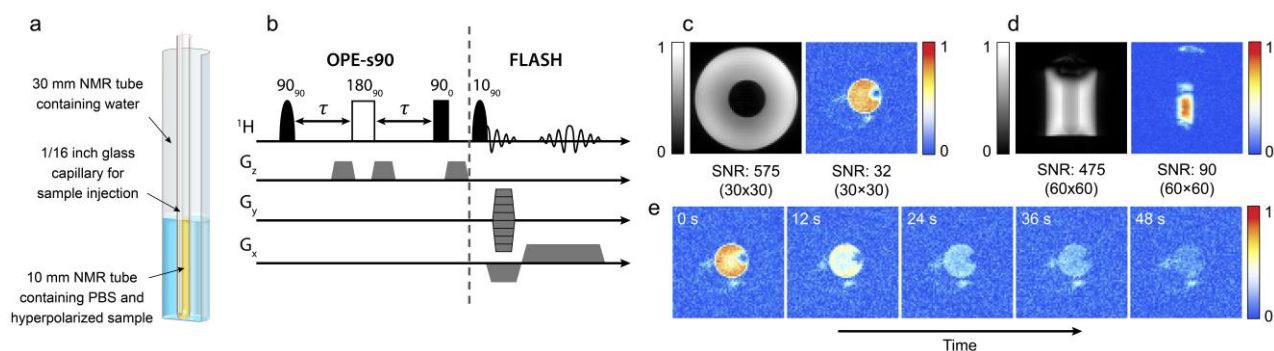 a
30 mm NMR tube
containing water
1/16 inch glass
capillary for
sample injection
10 mm NMR tube
containing PBS and
hyperpolarized sample
b
OPE-s90
FLASH
90₉₀
180₉₀
90₀
10₉₀
τ
τ
¹H
G_z
G_y
G_x
c
1
0
1
0
SNR: 575
(30x30)
SNR: 32
(30×30)
d
1
0
1
0
SNR: 475
(60x60)
SNR: 90
(60×60)
e
0 s
12 s
24 s
36 s
48 s
1
0
Time